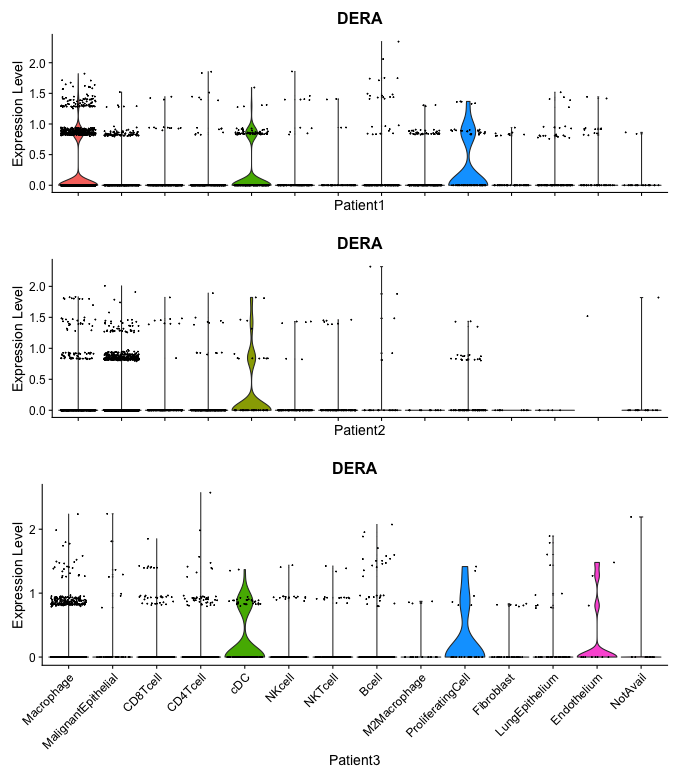 DERA
Expression Level
2.0
1.5
1.0
0.5
0.0
Patient1
DERA
Expression Level
2.0
1.5
1.0
0.5
0.0
Patient2
DERA
Expression Level
2
1
0
Macrophage
MalignantEpithelial
CD8Tcell
CD4Tcell
cDC
NKcell
NKTcell
Bcell
M2Macrophage
ProliferatingCell
Fibroblast
LungEpithelium
Endothelium
NotAvail
Patient3